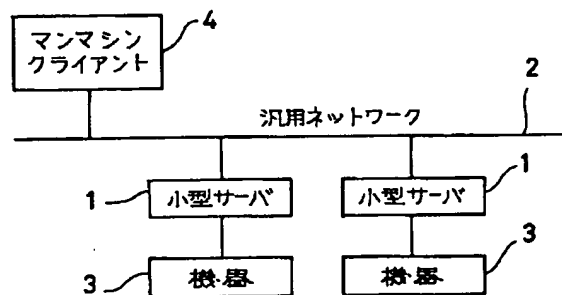 マンマシン
クライアント
4
汎用ネットワーク
2
1
小型サーバ
小型サーバ
1
3
機器
機器
3